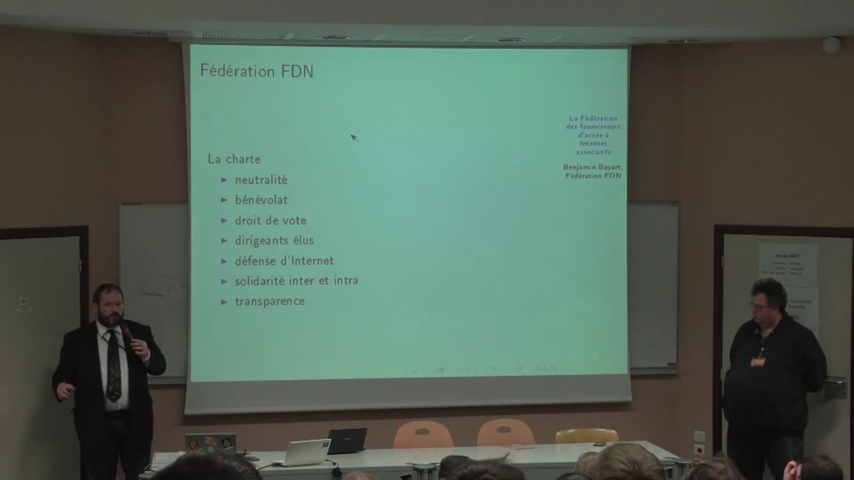 Fédération FDN
La Fédération
des fournisseurs
d'accès à
Internet
associatifs
Benjamin Bayart,
Fédération FDN
La charte
neutralité
bénévolat
droit de vote
dirigeants élus
défense d'Internet
solidarité inter et intra
transparence